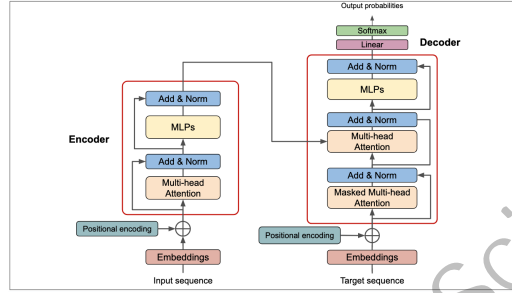 Output probabilities
Softmax
Linear
Decoder
Add & Norm
MLPs
Add & Norm
Multi-head
Attention
Add & Norm
Masked Multi-head
Attention
Positional encoding
Embeddings
Target sequence
Encoder
Add & Norm
MLPs
Add & Norm
Multi-head
Attention
Positional encoding
Embeddings
Input sequence